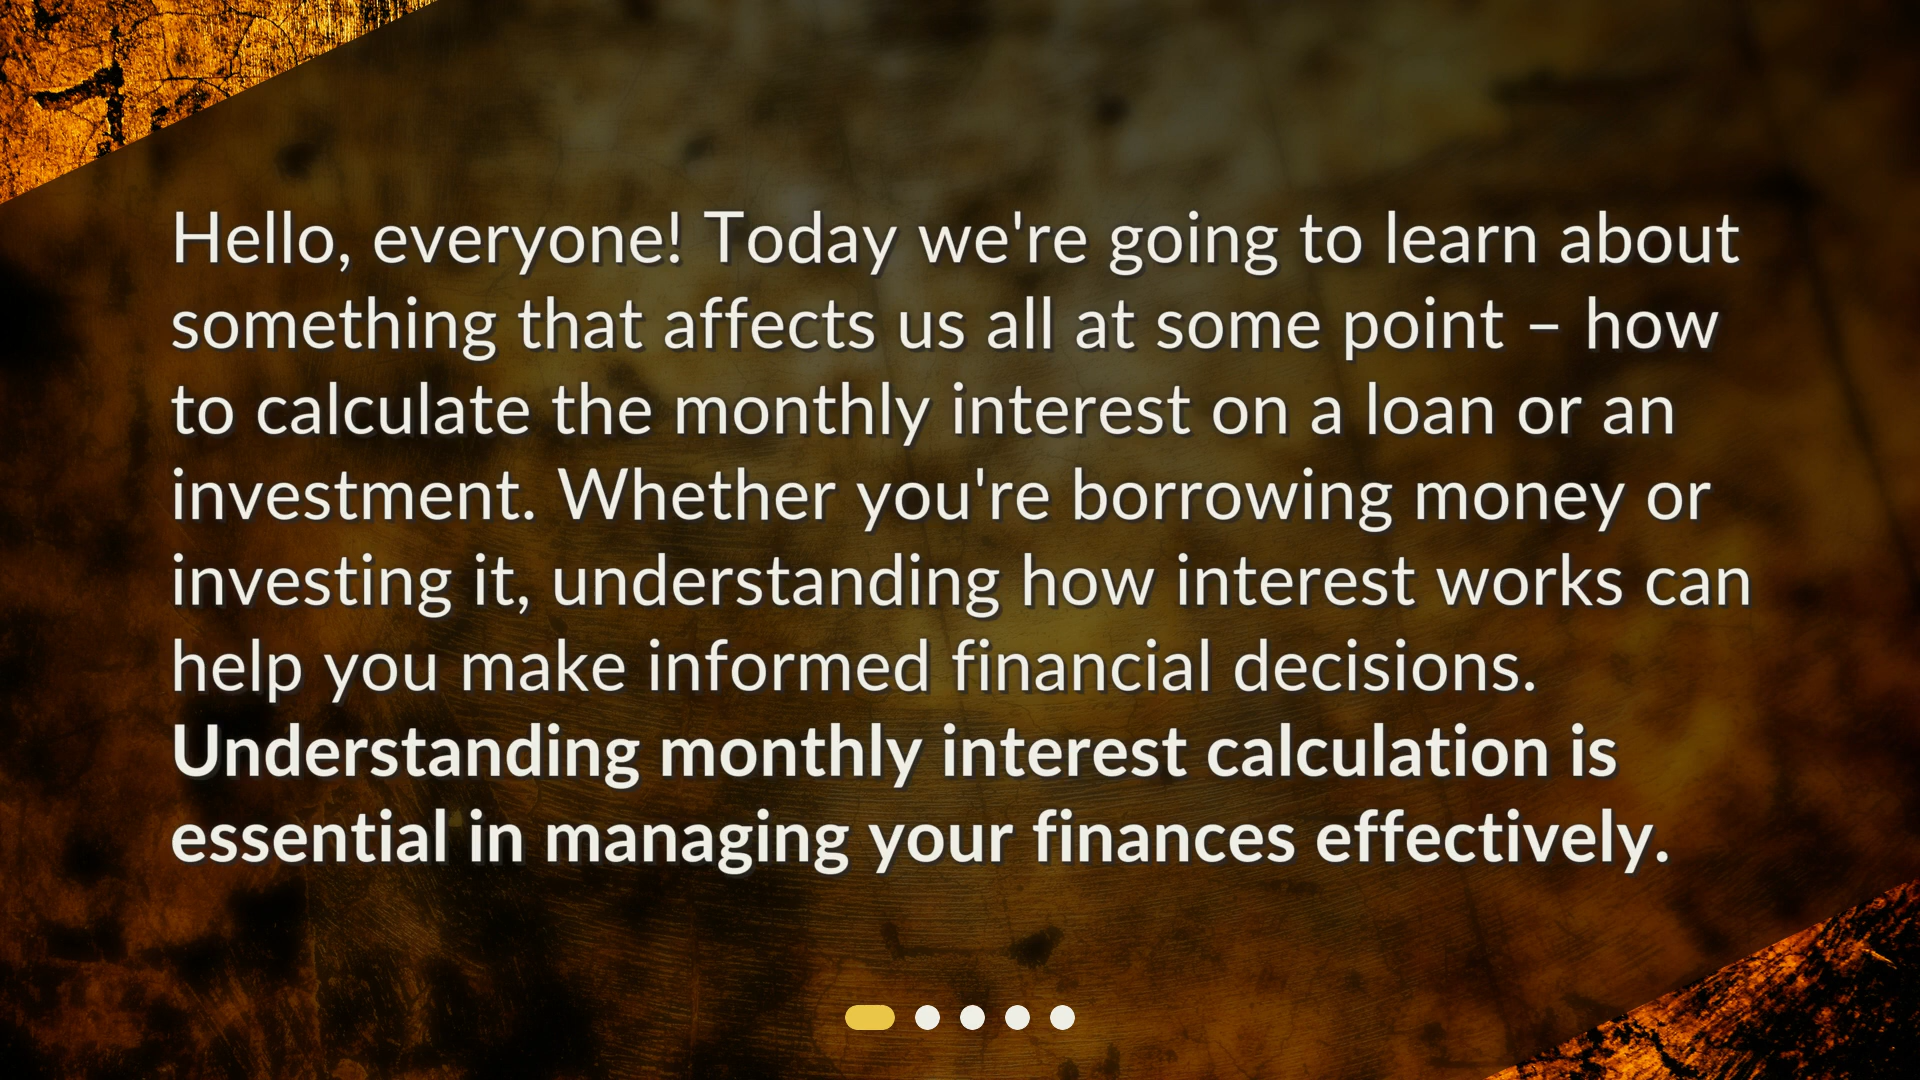 Hello, everyone! Today we're going to learn about
something that affects us all at some point – how
to calculate the monthly interest on a loan or an
investment. Whether you're borrowing money or
investing it, understanding how interest works can
help you make informed financial decisions.
Understanding monthly interest calculation is
essential in managing your finances effectively.